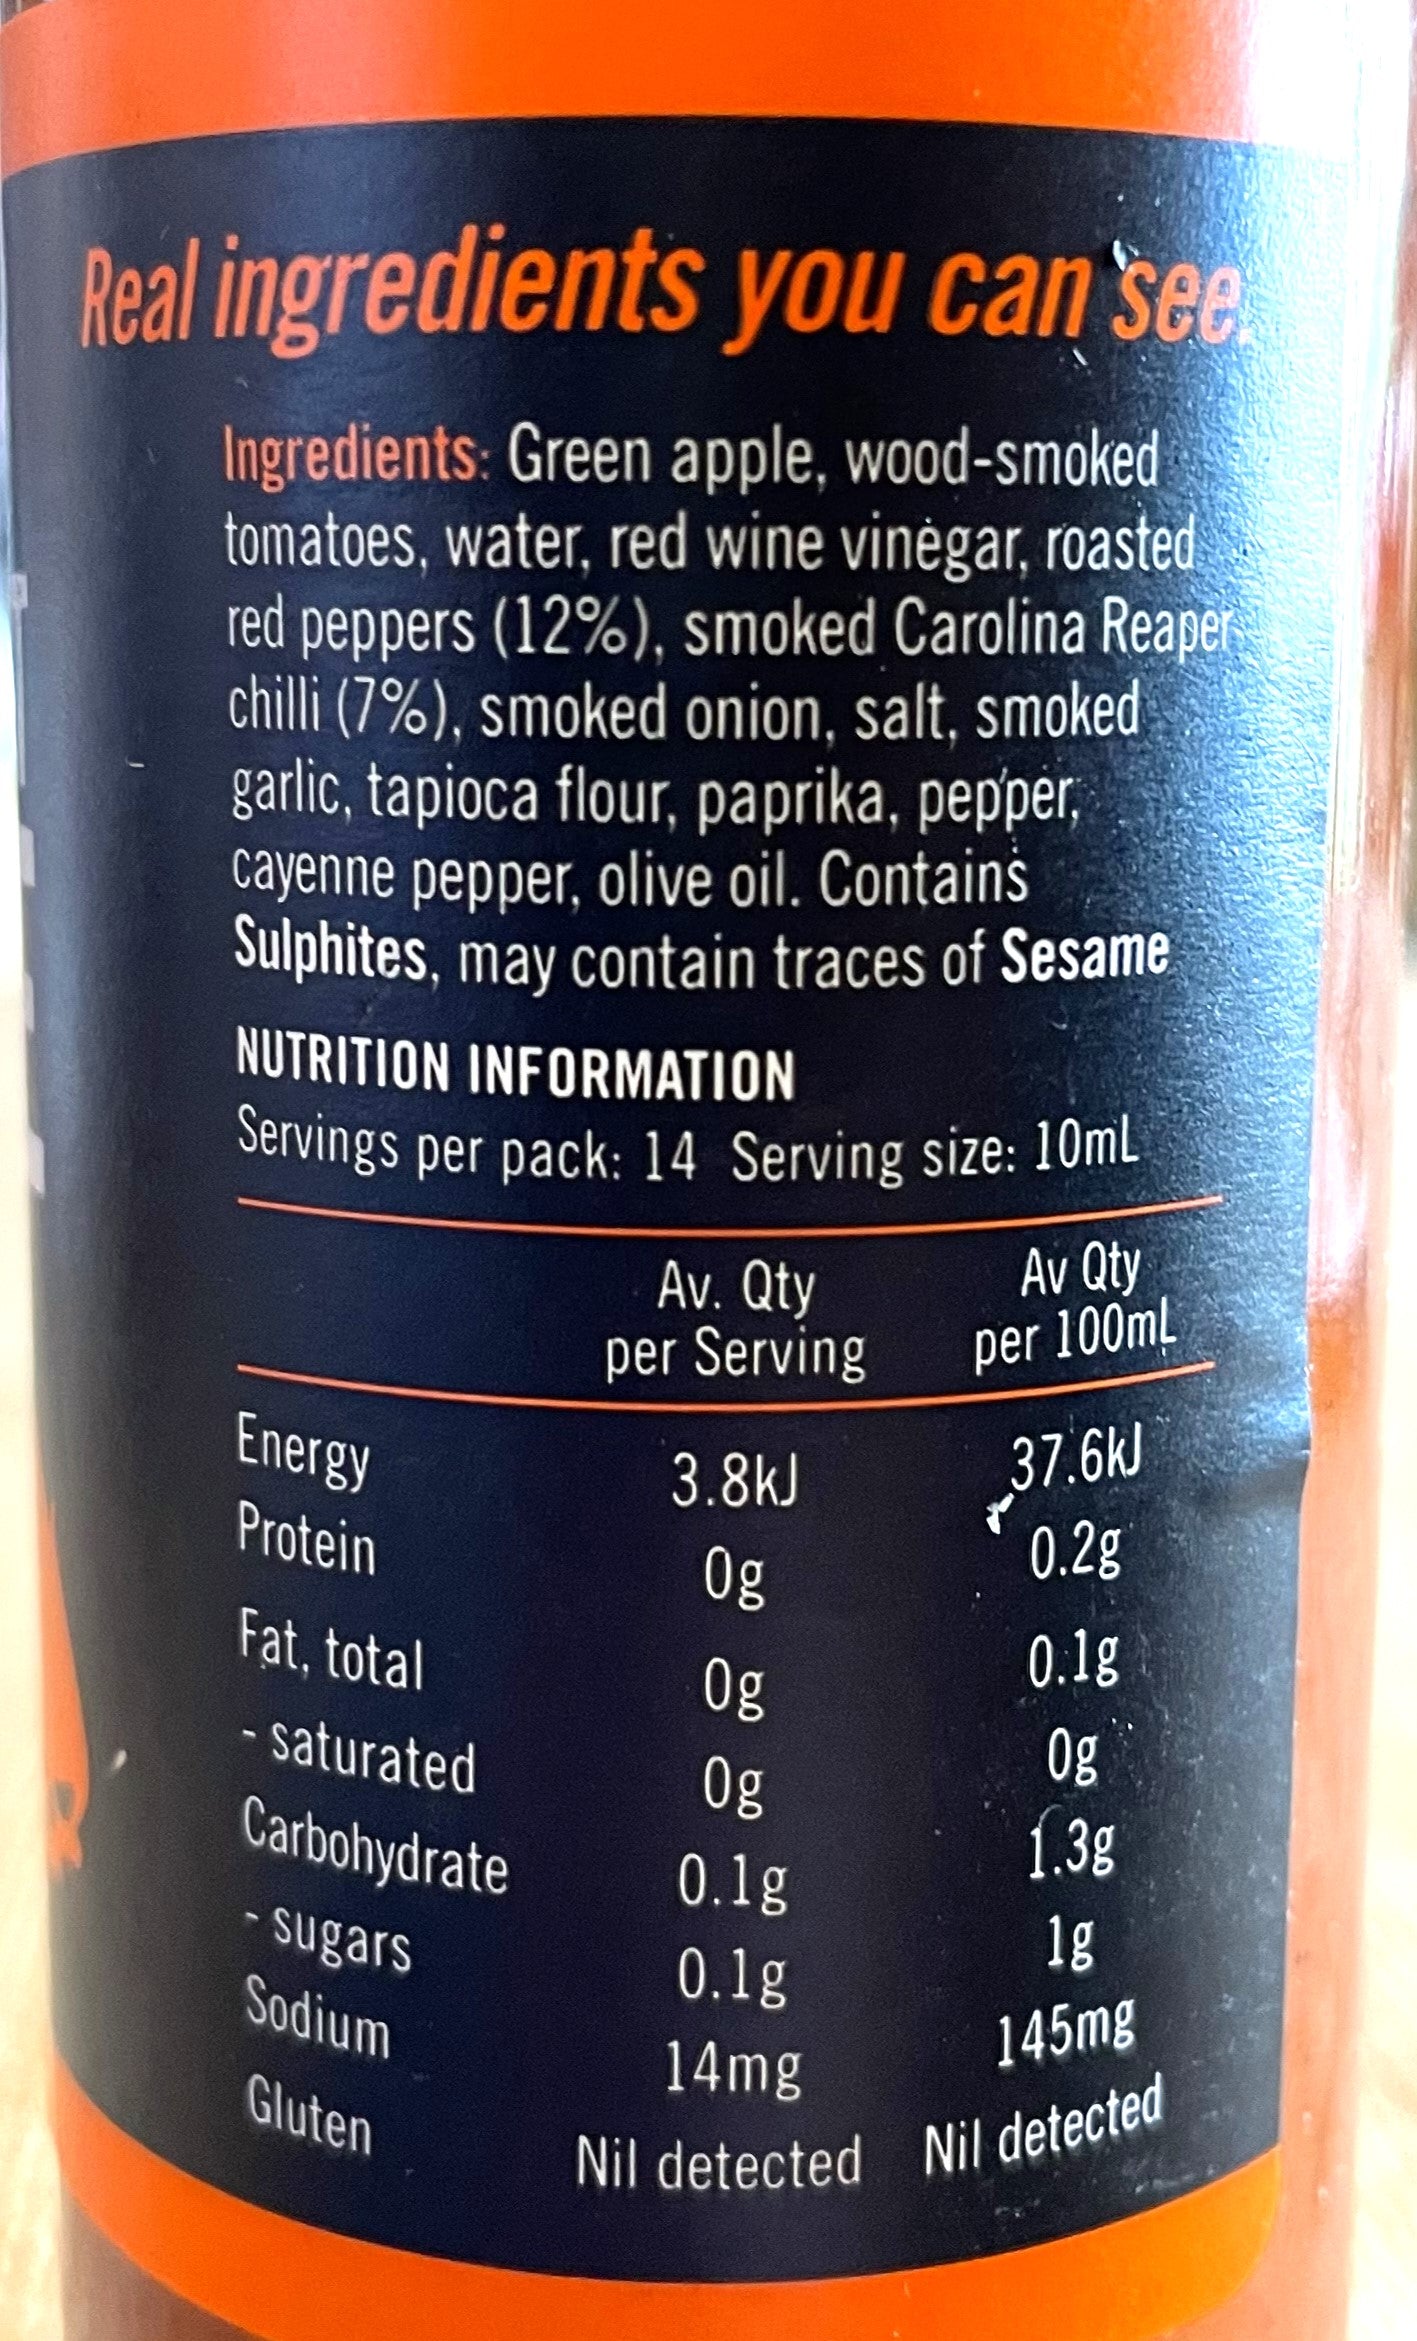 Real ingredients you can see.
Ingredients: Green apple, wood-smoked
tomatoes, water, red wine vinegar, roasted
red peppers (12%), smoked Carolina Reaper
chilli (7%), smoked onion, salt, smoked
garlic, tapioca flour, paprika, pepper,
cayenne pepper, olive oil. Contains
Sulphites, may contain traces of Sesame
NUTRITION INFORMATION
Servings per pack: 14 Serving size: 10mL
Av. Qty per Serving Av Qty per 100mL
Energy 3.8kJ 37.6kJ
Protein 0g 0.2g
Fat, total 0g 0.1g
- saturated 0g 0g
Carbohydrate 0.1g 1.3g
- sugars 0.1g 1g
Sodium 14mg 145mg
Gluten Nil detected Nil detected